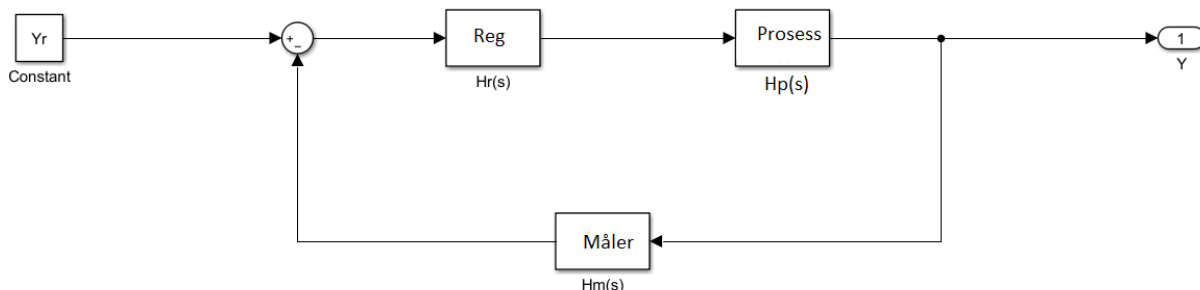 Yr
Constant
+
−
Reg
Hr(s)
Prosess
Hp(s)
1
Y
Måler
Hm(s)